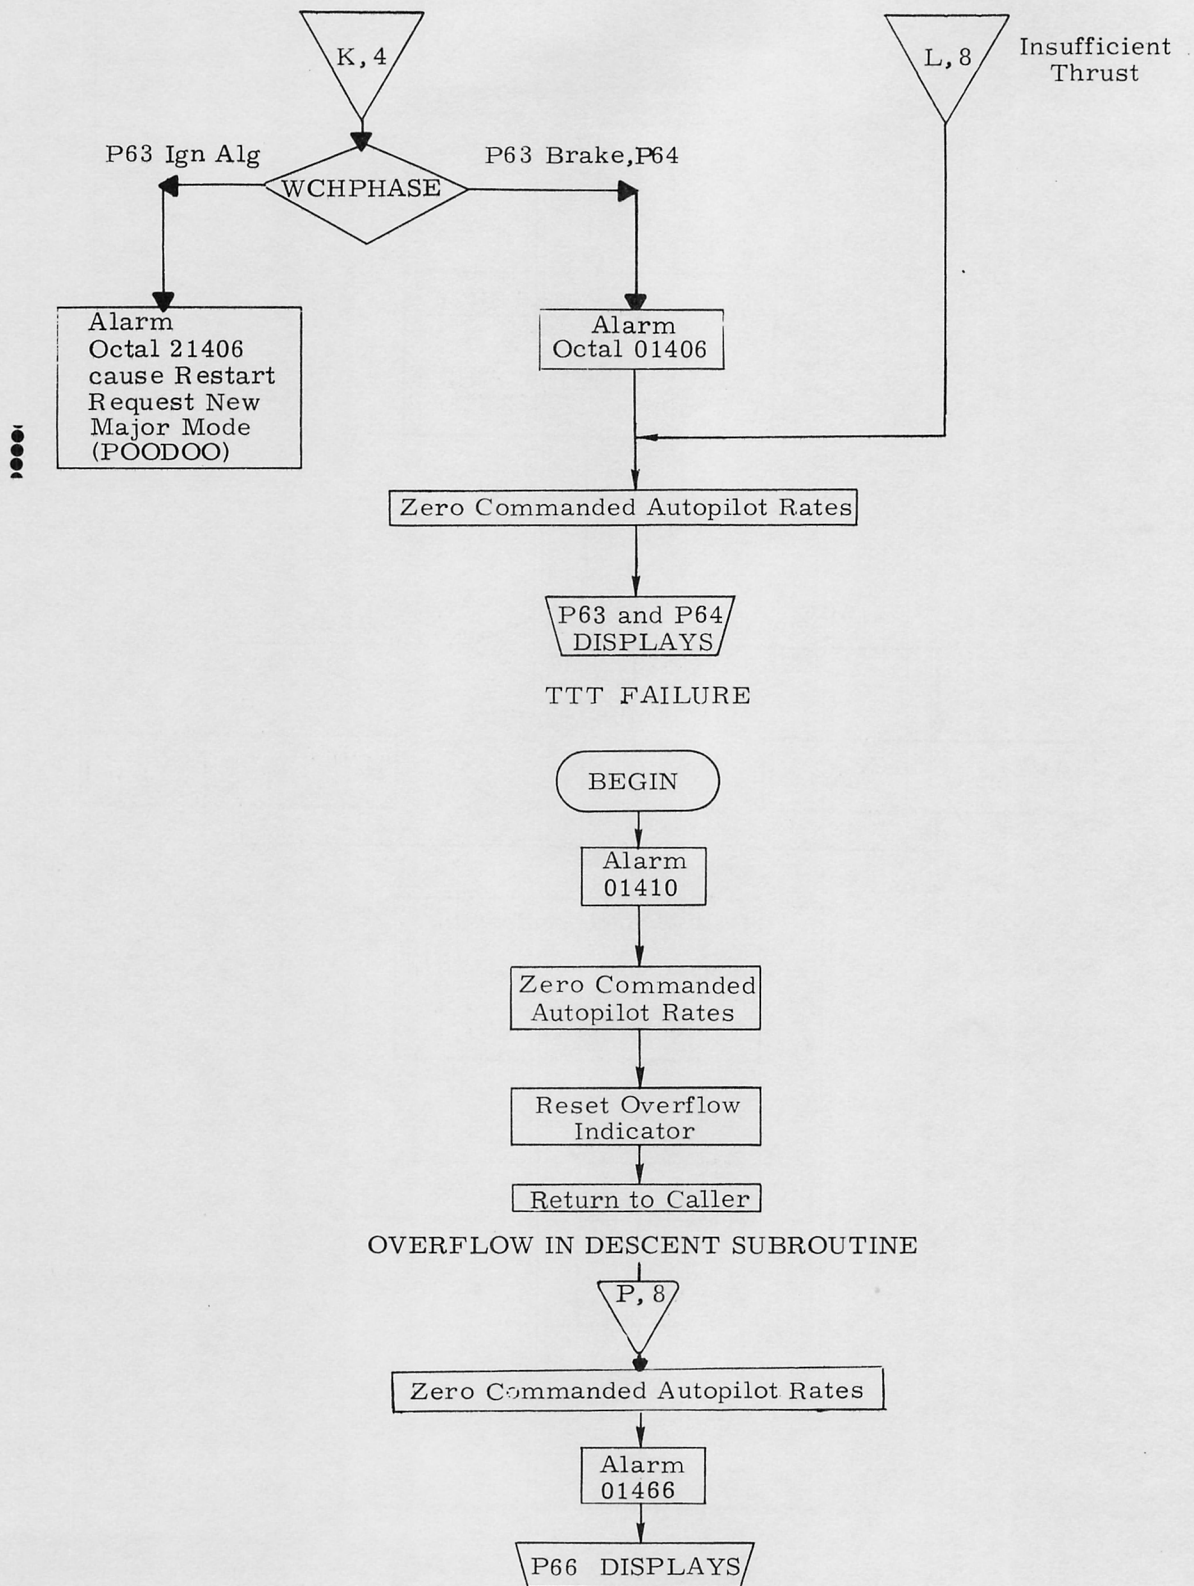 K, 4
L, 8
Insufficient
Thrust
P63 Ign Alg
P63 Brake,P64
WCHPHASE
Alarm
Octal 21406
cause Restart
Request New
Major Mode
(POODOO)
Alarm
Octal 01406
Zero Commanded Autopilot Rates
P63 and P64
DISPLAYS
TTT FAILURE
BEGIN
Alarm
01410
Zero Commanded
Autopilot Rates
Reset Overflow
Indicator
Return to Caller
OVERFLOW IN DESCENT SUBROUTINE
P, 8
Zero Commanded Autopilot Rates
Alarm
01466
P66 DISPLAYS